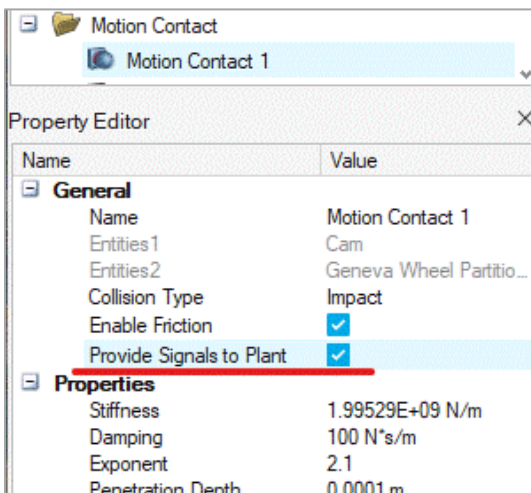 Motion Contact
Motion Contact 1
Property Editor
Name Value
General
Name Motion Contact 1
Entities1 Cam
Entities2 Geneva Wheel Partitio...
Collision Type Impact
Enable Friction
Provide Signals to Plant
Properties
Stiffness 1.99529E+09 N/m
Damping 100 N*s/m
Exponent 2.1
Penetration Depth 0.0001 m